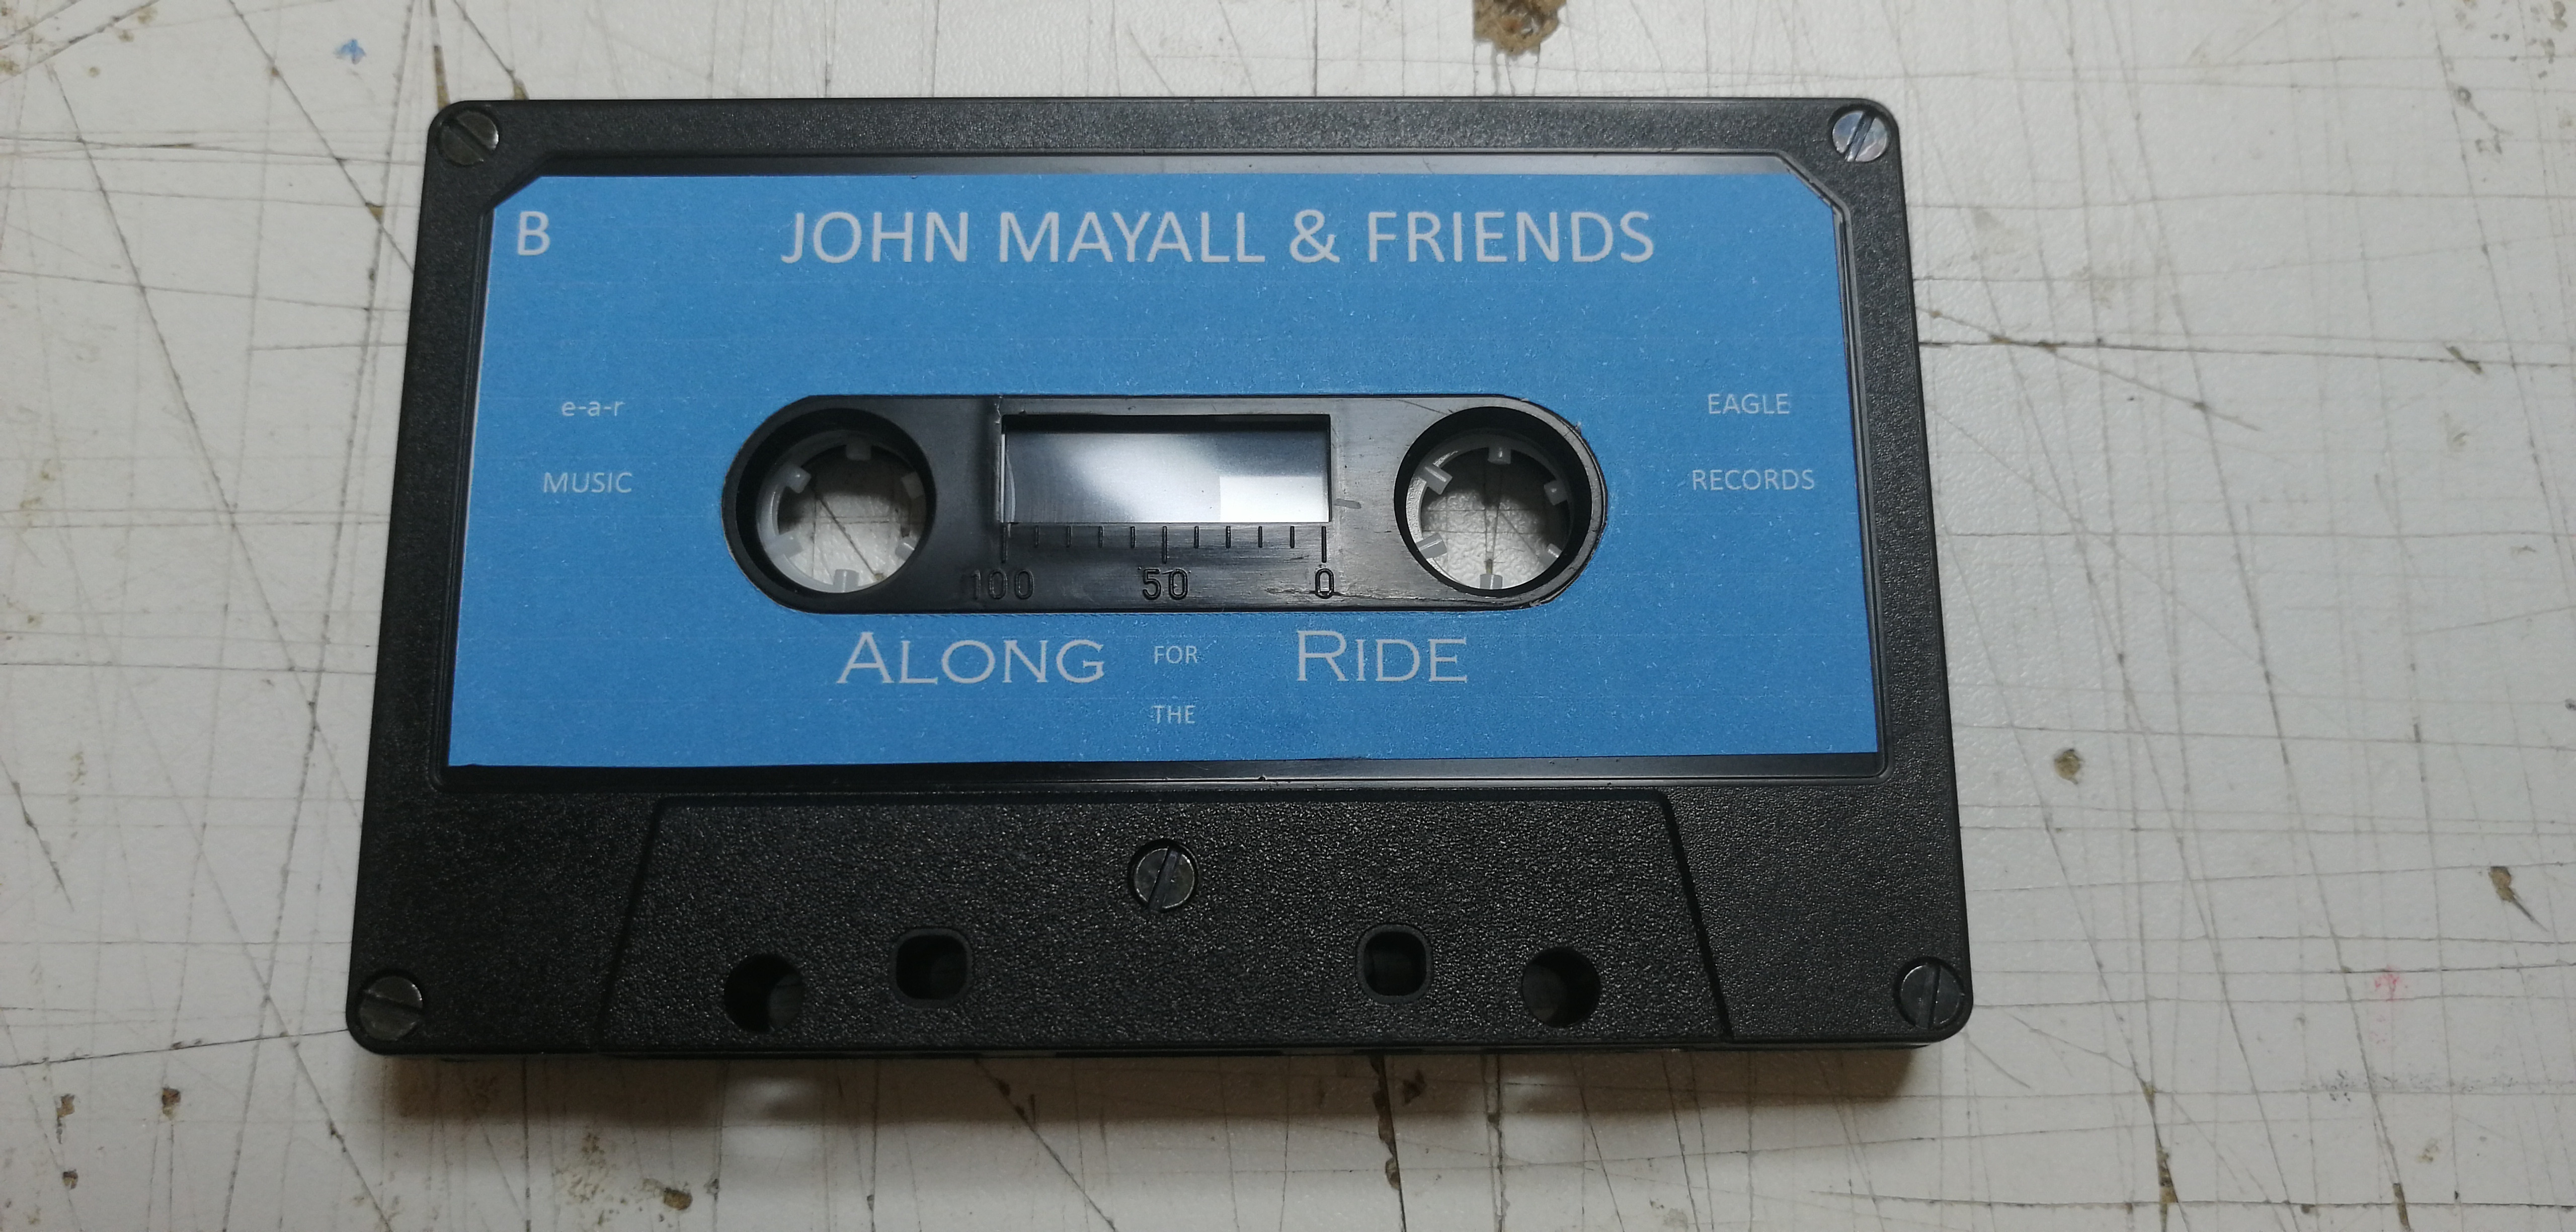 B
JOHN MAYALL & FRIENDS
e-a-r
MUSIC
EAGLE
RECORDS
100 50 0
ALONG FOR THE RIDE